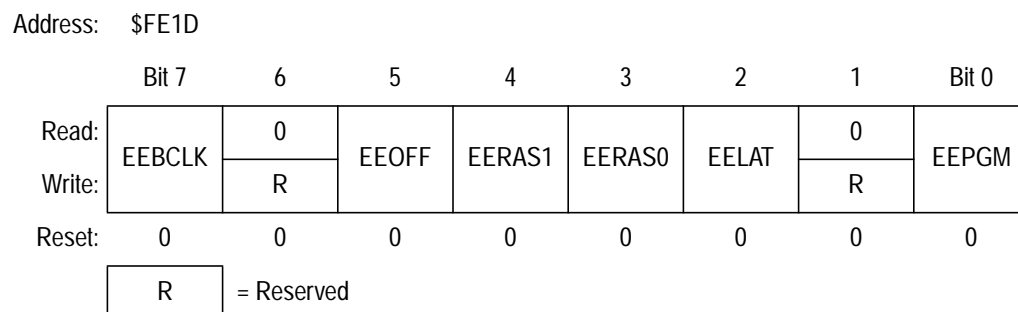 Address: $FE1D
Bit 7 6 5 4 3 2 1 Bit 0
Read: EEBCLK 0 EEOFF EERAS1 EERAS0 EELAT 0 EEPGM
Write: R R
Reset: 0 0 0 0 0 0 0 0
R = Reserved